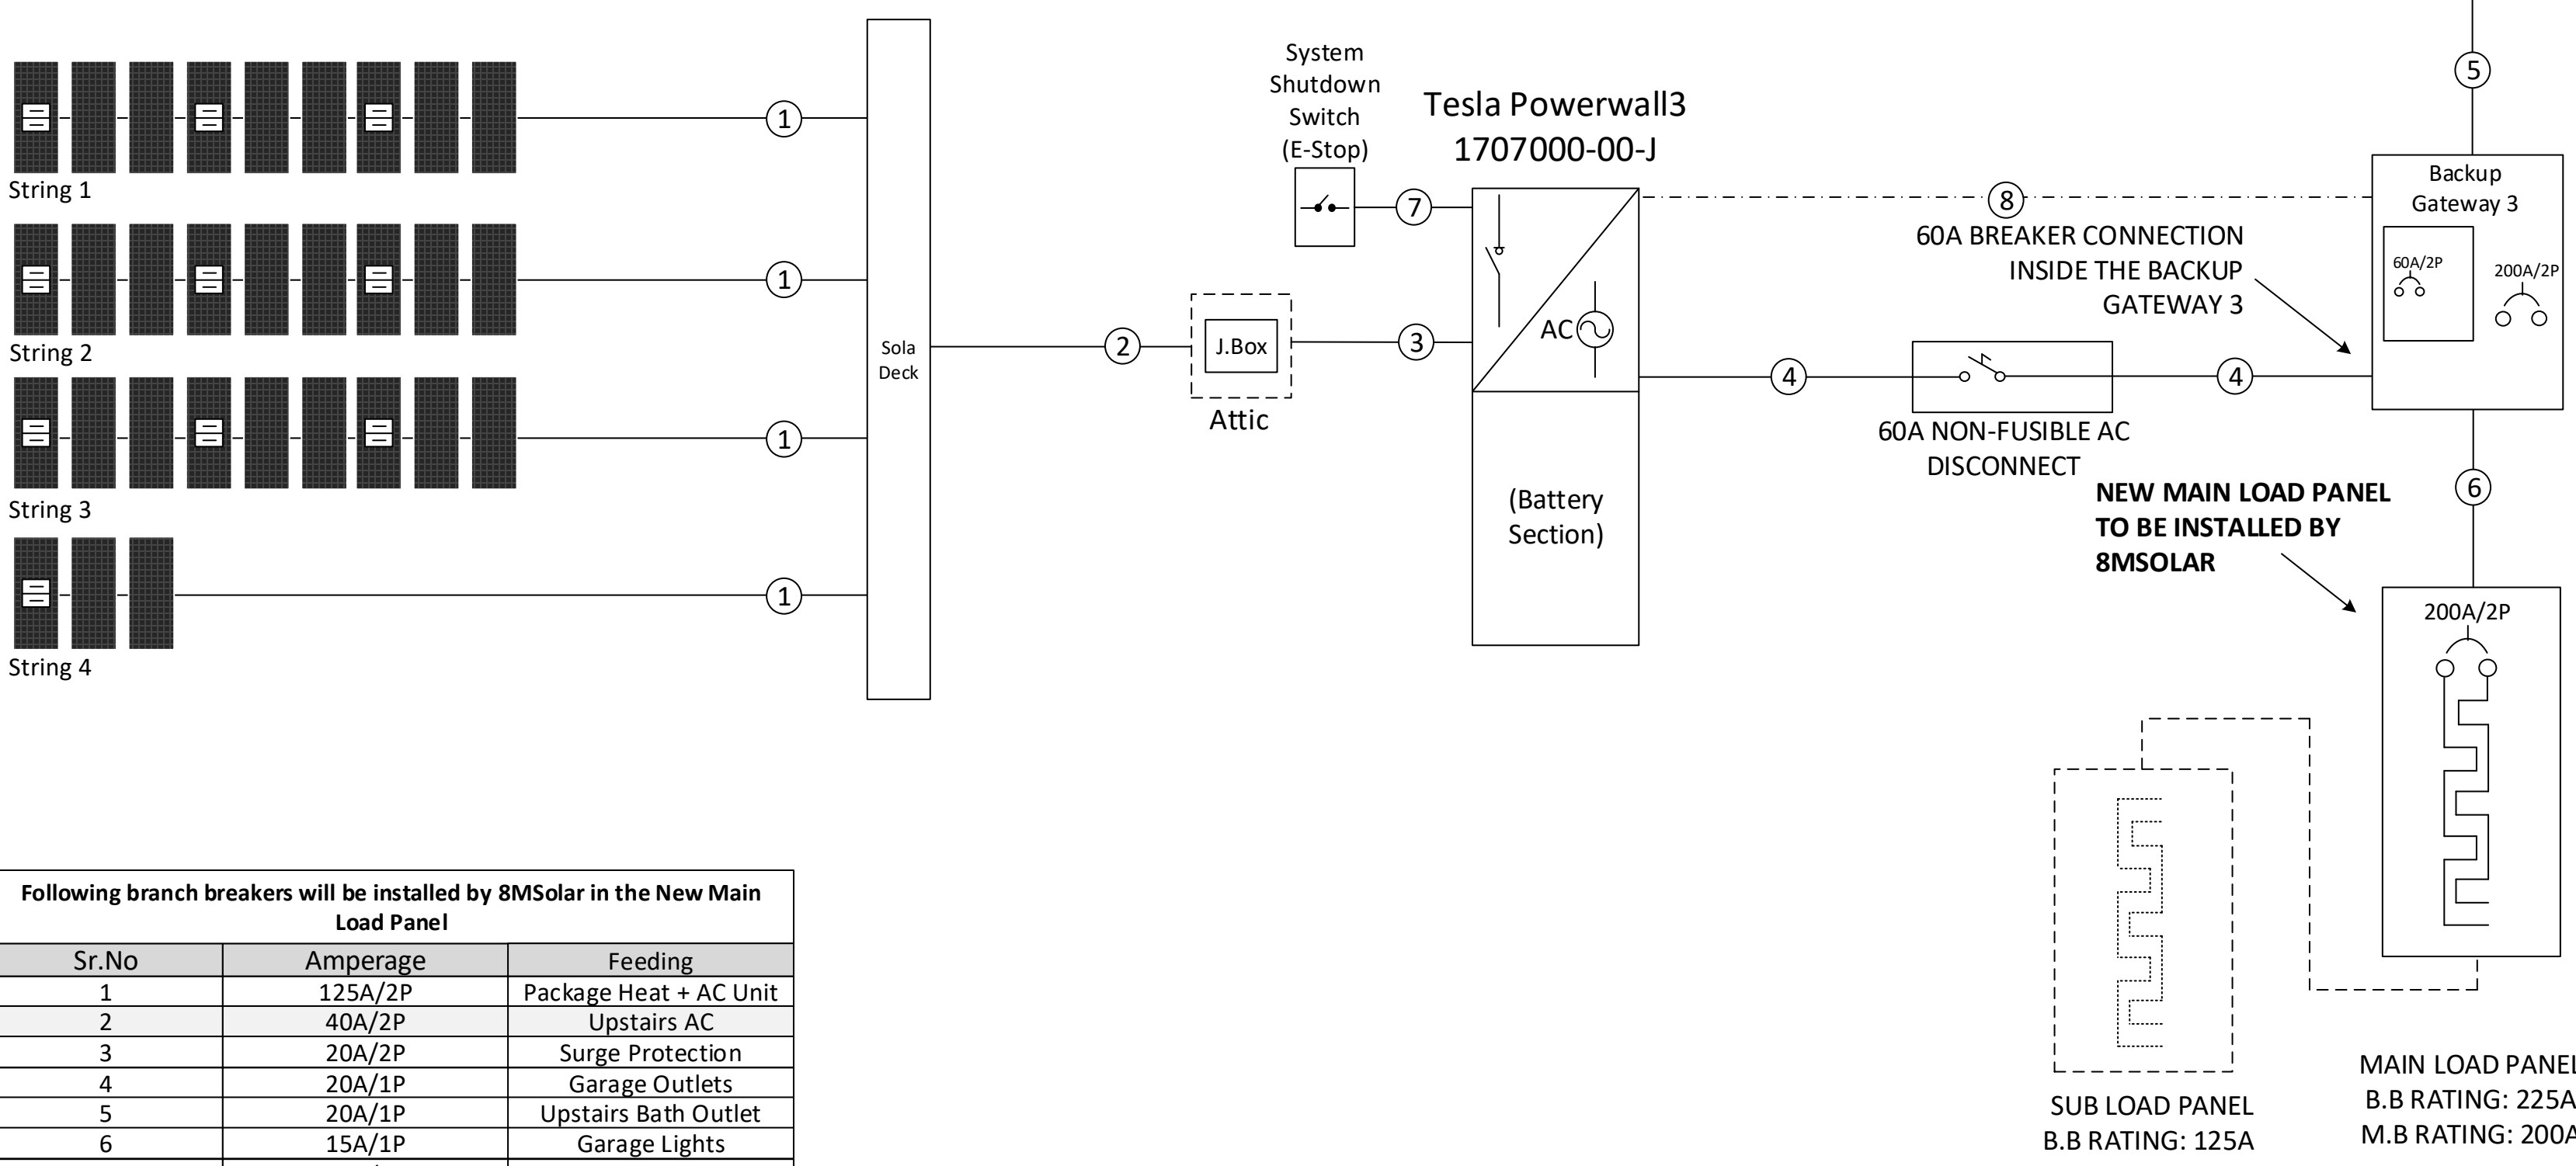 String 1
String 2
String 3
String 4
1
1
1
1
Sola
Deck
2
J.Box
Attic
3
System
Shutdown
Switch
(E-Stop)
7
Tesla Powerwall3
1707000-00-J
AC
(Battery
Section)
8
60A BREAKER CONNECTION
INSIDE THE BACKUP
GATEWAY 3
4
60A NON-FUSIBLE AC
DISCONNECT
4
5
Backup
Gateway 3
60A/2P
200A/2P
6
NEW MAIN LOAD PANEL
TO BE INSTALLED BY
8MSOLAR
200A/2P
SUB LOAD PANEL
B.B RATING: 125A
MAIN LOAD PANEL
B.B RATING: 225A
M.B RATING: 200A
Following branch breakers will be installed by 8MSolar in the New Main
Load Panel
Sr.No Amperage Feeding
1 125A/2P Package Heat + AC Unit
2 40A/2P Upstairs AC
3 20A/2P Surge Protection
4 20A/1P Garage Outlets
5 20A/1P Upstairs Bath Outlet
6 15A/1P Garage Lights